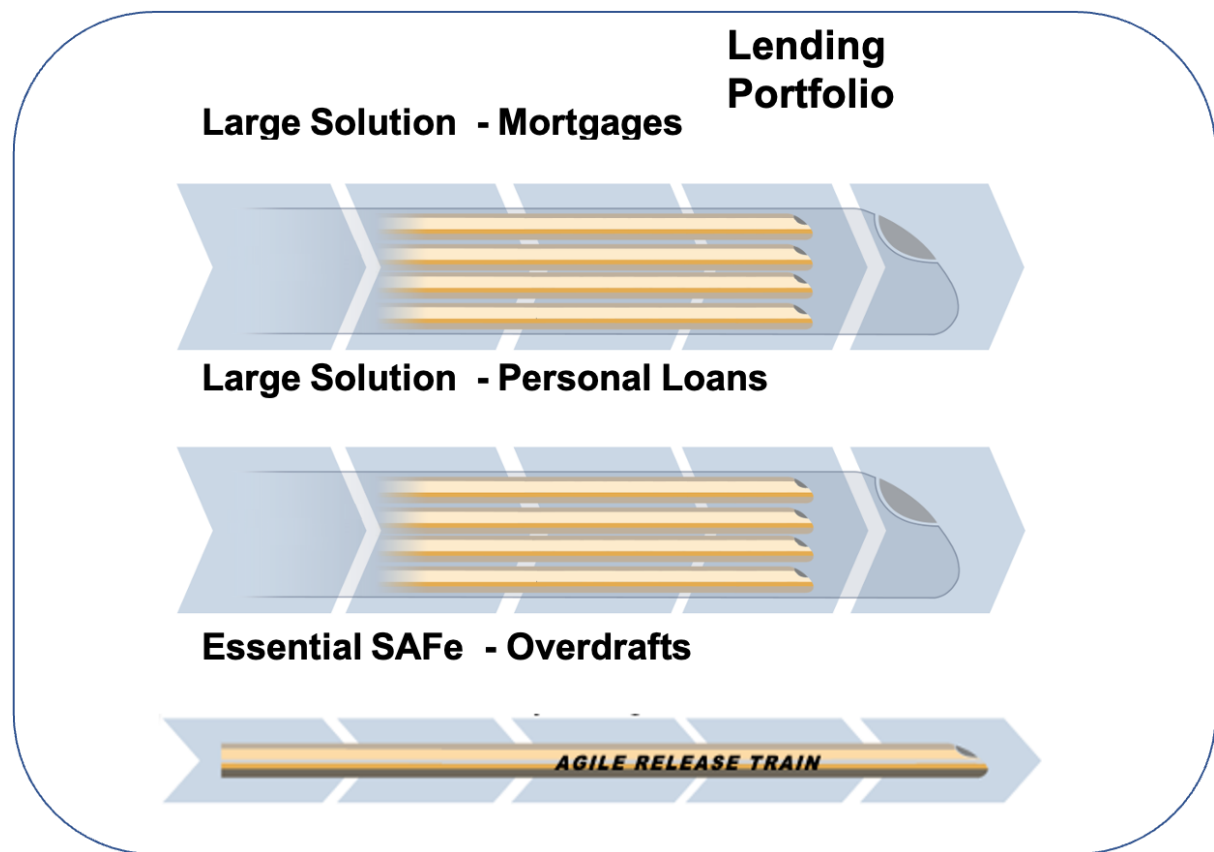 Lending
Portfolio
Large Solution - Mortgages
Large Solution - Personal Loans
Essential SAFe - Overdrafts
AGILE RELEASE TRAIN